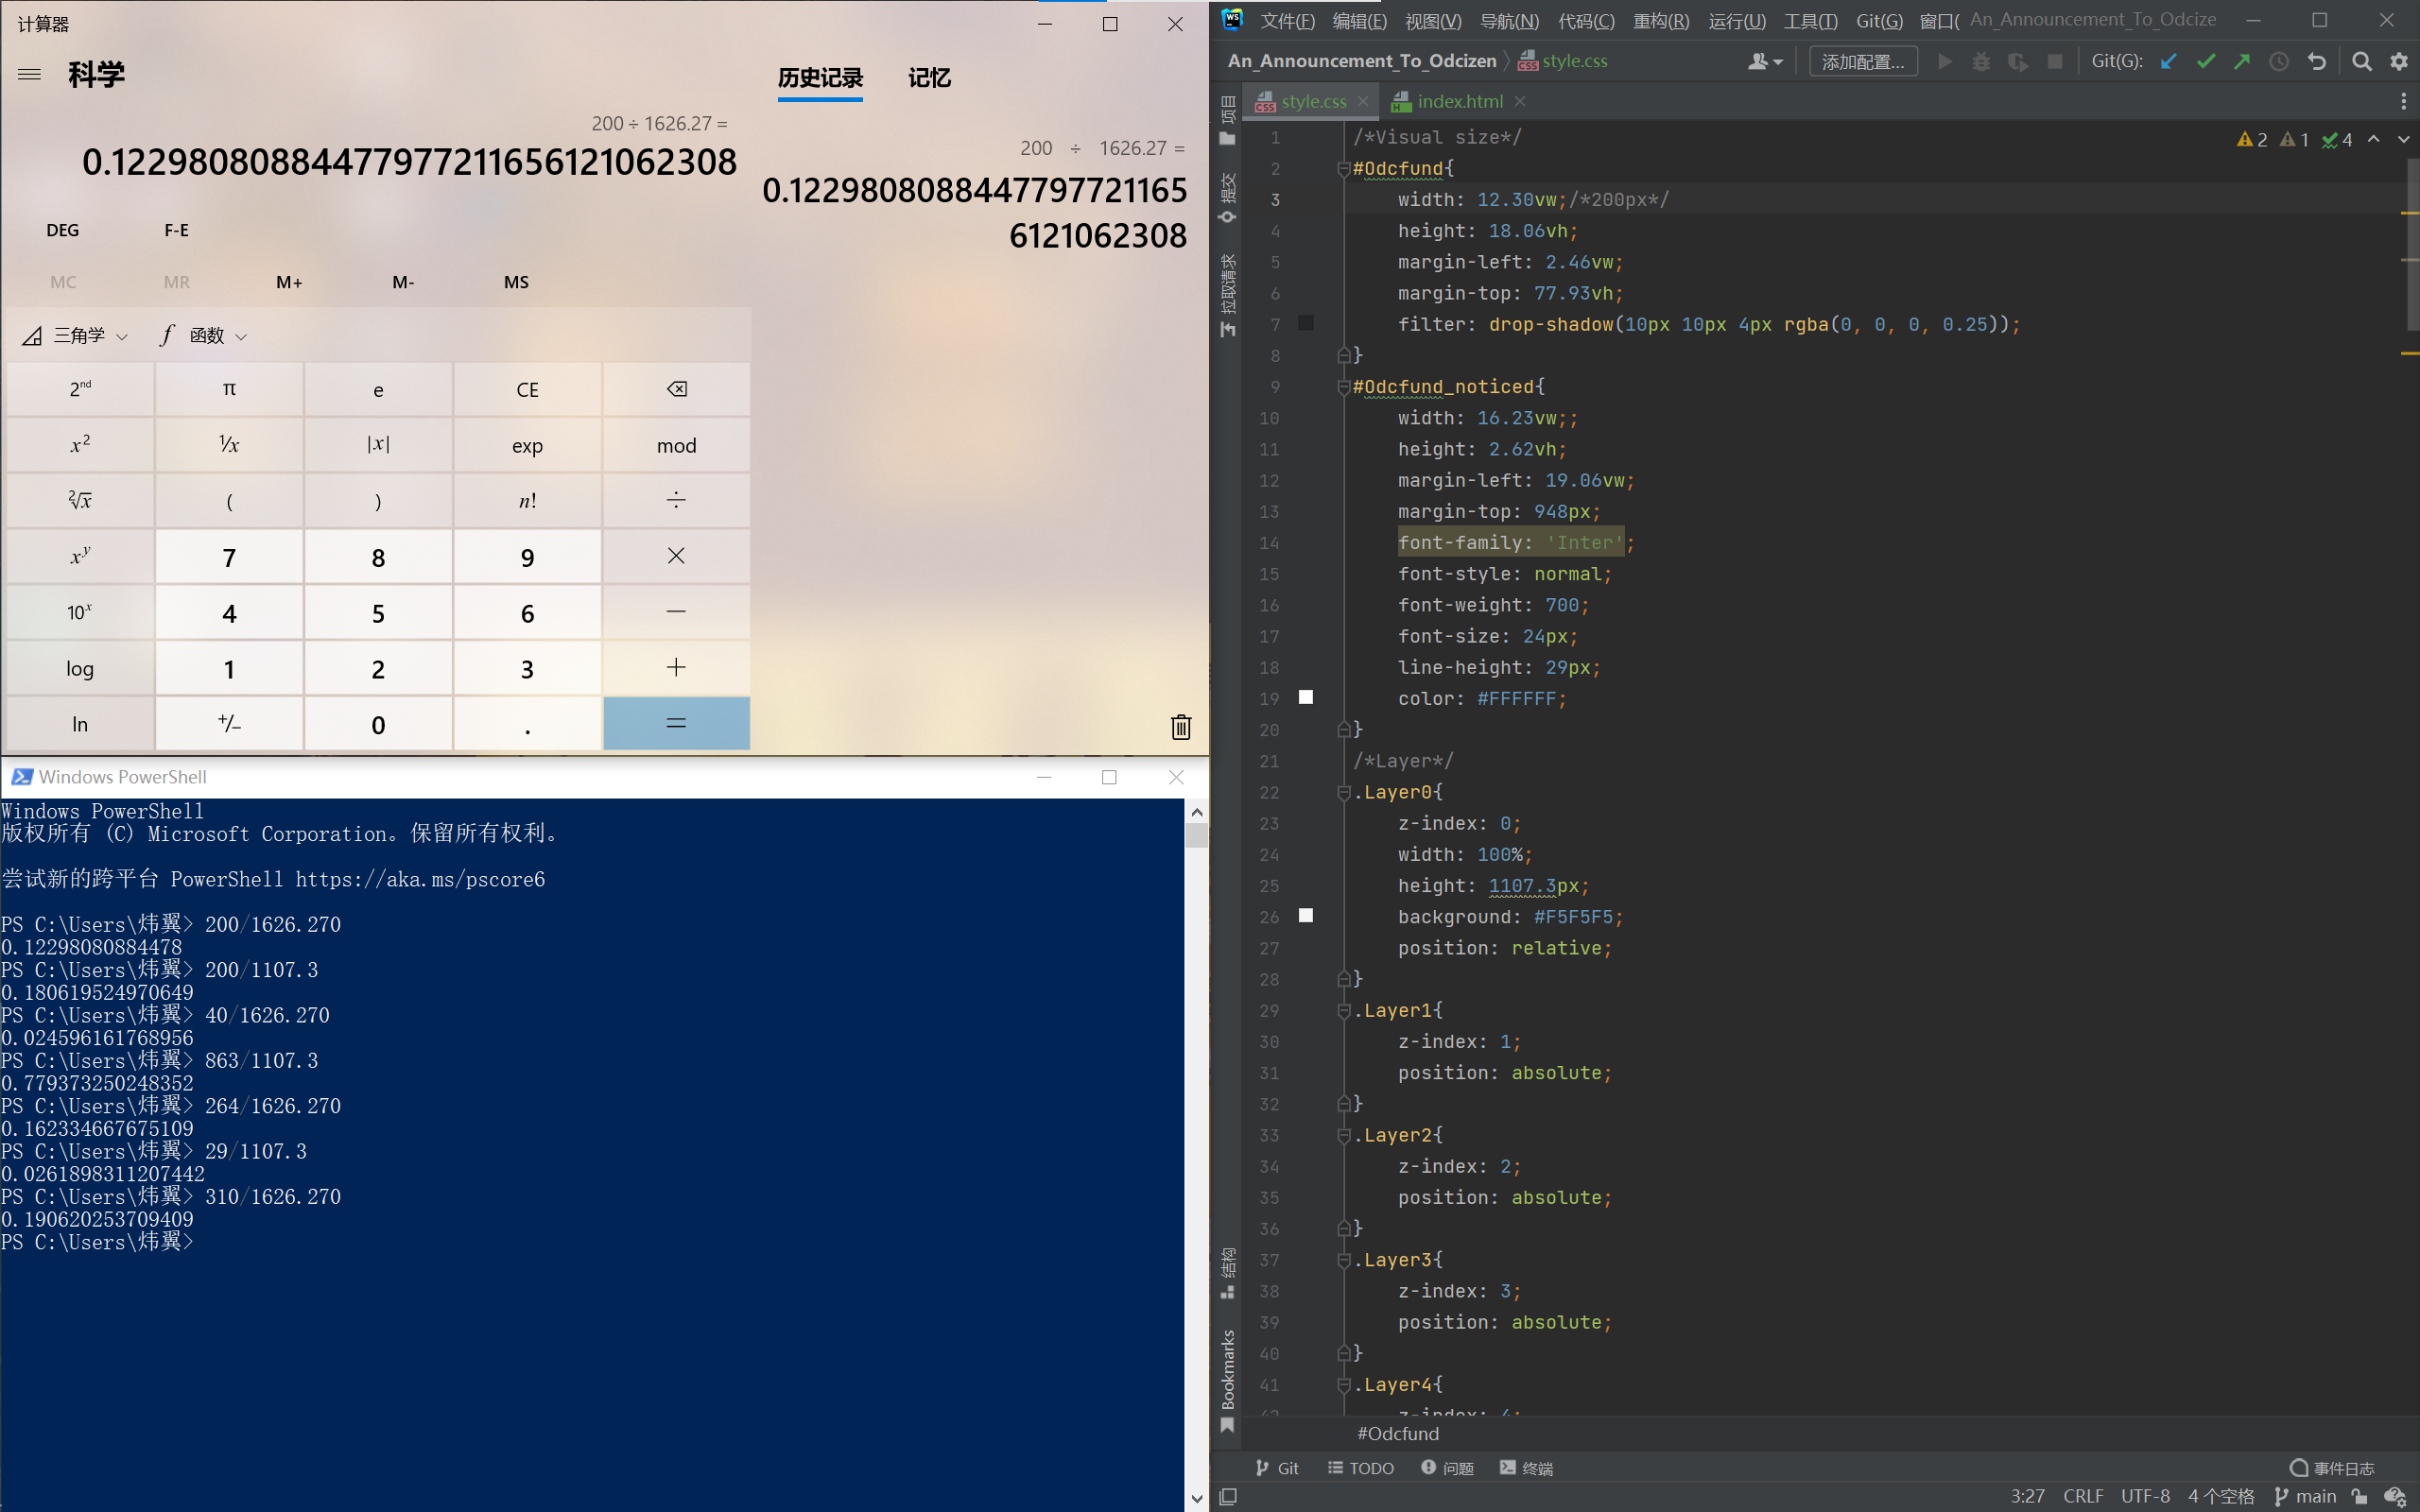 计算器
科学
历史记录
记忆
200 ÷ 1626.27 =
0.12298080884477977211656121062308
200 ÷ 1626.27 =
0.1229808088447797721165
6121062308
DEG
F-E
MC
MR
M+
M-
MS
三角学
f 函数
2nd
π
e
CE
x2
1/x
|x|
exp
mod
2√x
(
)
n!
÷
xy
7
8
9
×
10x
4
5
6
−
log
1
2
3
+
ln
+/−
0
.
=
Windows PowerShell
Windows PowerShell
版权所有 (C) Microsoft Corporation。保留所有权利。
尝试新的跨平台 PowerShell https://aka.ms/pscore6
PS C:\Users\炜翼> 200/1626.270
0.12298080884478
PS C:\Users\炜翼> 200/1107.3
0.180619524970649
PS C:\Users\炜翼> 40/1626.270
0.024596161768956
PS C:\Users\炜翼> 863/1107.3
0.779373250248352
PS C:\Users\炜翼> 264/1626.270
0.162334667675109
PS C:\Users\炜翼> 29/1107.3
0.0261898311207442
PS C:\Users\炜翼> 310/1626.270
0.190620253709409
PS C:\Users\炜翼>
WS 文件(F) 编辑(E) 视图(V) 导航(N) 代码(C) 重构(R) 运行(U) 工具(T) Git(G) 窗口( An_Announcement_To_Odcize
An_Announcement_To_Odcizen
style.css
添加配置...
Git(G):
style.css
index.html
项目
提交
拉取请求
结构
Bookmarks
2 1 4
1 /*Visual size*/
2 #Odcfund{
3 width: 12.30vw;/*200px*/
4 height: 18.06vh;
5 margin-left: 2.46vw;
6 margin-top: 77.93vh;
7 filter: drop-shadow(10px 10px 4px rgba(0, 0, 0, 0.25));
8 }
9 #Odcfund_noticed{
10 width: 16.23vw;;
11 height: 2.62vh;
12 margin-left: 19.06vw;
13 margin-top: 948px;
14 font-family: 'Inter';
15 font-style: normal;
16 font-weight: 700;
17 font-size: 24px;
18 line-height: 29px;
19 color: #FFFFFF;
20 }
21 /*Layer*/
22 .Layer0{
23 z-index: 0;
24 width: 100%;
25 height: 1107.3px;
26 background: #F5F5F5;
27 position: relative;
28 }
29 .Layer1{
30 z-index: 1;
31 position: absolute;
32 }
33 .Layer2{
34 z-index: 2;
35 position: absolute;
36 }
37 .Layer3{
38 z-index: 3;
39 position: absolute;
40 }
41 .Layer4{
42 z-index: 4;
#Odcfund
Git
TODO
问题
终端
事件日志
3:27 CRLF UTF-8 4 个空格 main